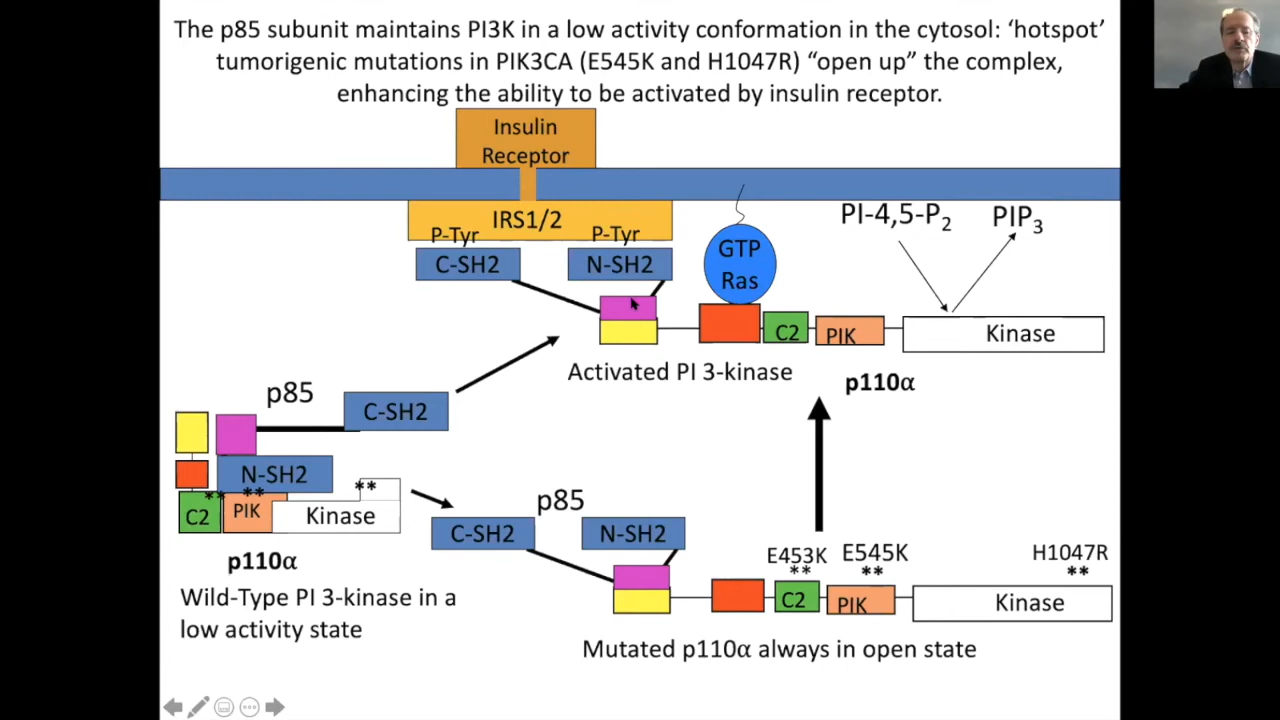 The p85 subunit maintains PI3K in a low activity conformation in the cytosol: ‘hotspot’
tumorigenic mutations in PIK3CA (E545K and H1047R) “open up” the complex,
enhancing the ability to be activated by insulin receptor.
Insulin
Receptor
IRS1/2
P-Tyr
P-Tyr
C-SH2
N-SH2
GTP
Ras
PI-4,5-P2
PIP3
C2
PIK
Kinase
Activated PI 3-kinase
p110α
p85
C-SH2
N-SH2
**
**
**
C2
PIK
Kinase
p110α
Wild-Type PI 3-kinase in a
low activity state
p85
C-SH2
N-SH2
E453K
**
E545K
**
H1047R
**
C2
PIK
Kinase
Mutated p110α always in open state